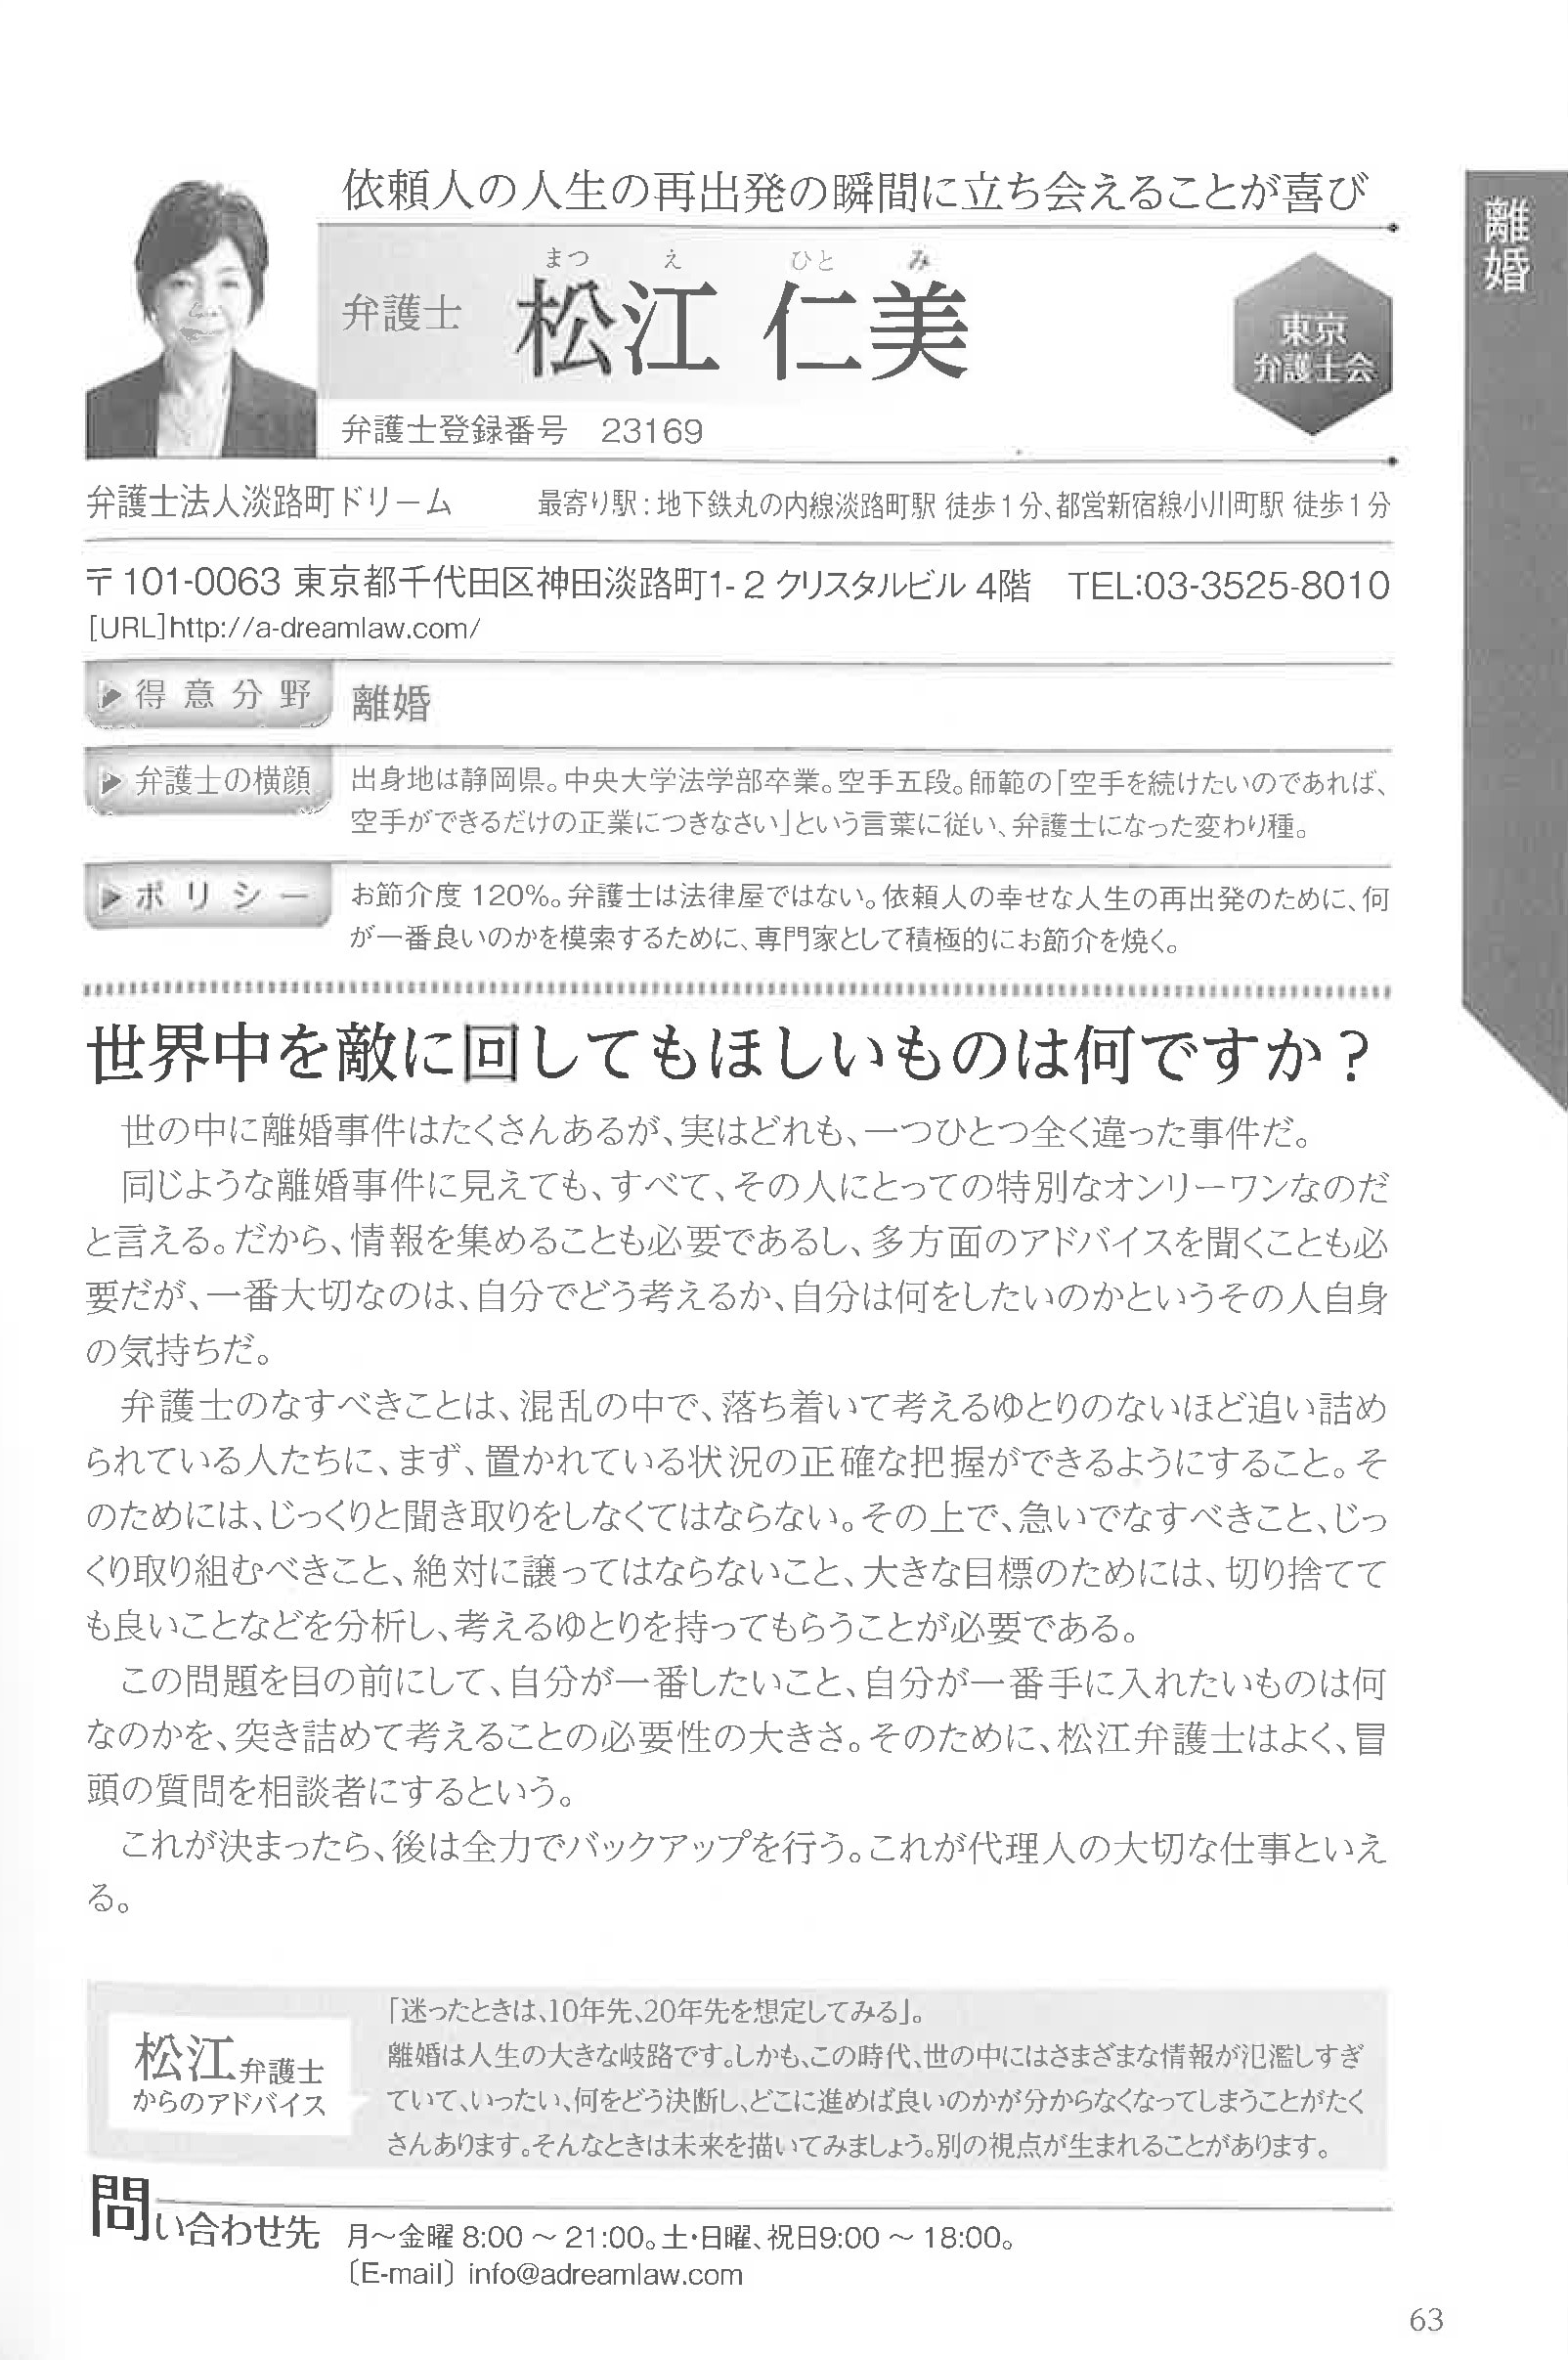 依頼人の人生の再出発の瞬間に立ち会えることが喜び
離婚
まつ え ひと み
弁護士 松江 仁美
東京
弁護士会
弁護士登録番号 23169
弁護士法人淡路町ドリーム 最寄り駅:地下鉄丸の内線淡路町駅 徒歩1分、都営新宿線小川町駅 徒歩1分
〒101-0063 東京都千代田区神田淡路町1-2 クリスタルビル 4階 TEL:03-3525-8010
[URL]http://a-dreamlaw.com/
▶得意分野 離婚
▶弁護士の横顔 出身地は静岡県。中央大学法学部卒業。空手五段。師範の「空手を続けたいのであれば、
空手ができるだけの正業につきなさい」という言葉に従い、弁護士になった変わり種。
▶ポリシー お節介度 120%。弁護士は法律屋ではない。依頼人の幸せな人生の再出発のために、何
が一番良いのかを模索するために、専門家として積極的にお節介を焼く。
世界中を敵に回してもほしいものは何ですか？
世の中に離婚事件はたくさんあるが、実はどれも、一つひとつ全く違った事件だ。
同じような離婚事件に見えても、すべて、その人にとっての特別なオンリーワンなのだ
と言える。だから、情報を集めることも必要であるし、多方面のアドバイスを聞くことも必
要だが、一番大切なのは、自分でどう考えるか、自分は何をしたいのかというその人自身
の気持ちだ。
弁護士のなすべきことは、混乱の中で、落ち着いて考えるゆとりのないほど追い詰め
られている人たちに、まず、置かれている状況の正確な把握ができるようにすること。そ
のためには、じっくりと聞き取りをしなくてはならない。その上で、急いでなすべきこと、じっ
くり取り組むべきこと、絶対に譲ってはならないこと、大きな目標のためには、切り捨てて
も良いことなどを分析し、考えるゆとりを持ってもらうことが必要である。
この問題を目の前にして、自分が一番したいこと、自分が一番手に入れたいものは何
なのかを、突き詰めて考えることの必要性の大きさ。そのために、松江弁護士はよく、冒
頭の質問を相談者にするという。
これが決まったら、後は全力でバックアップを行う。これが代理人の大切な仕事といえ
る。
松江弁護士
からのアドバイス
「迷ったときは、10年先、20年先を想定してみる」。
離婚は人生の大きな岐路です。しかも、この時代、世の中にはさまざまな情報が氾濫しすぎ
ていて、いったい、何をどう決断し、どこに進めば良いのかが分からなくなってしまうことがたく
さんあります。そんなときは未来を描いてみましょう。別の視点が生まれることがあります。
問い合わせ先 月～金曜 8:00 ～ 21:00。土・日曜、祝日9:00 ～ 18:00。
〔E-mail〕 info@adreamlaw.com
63